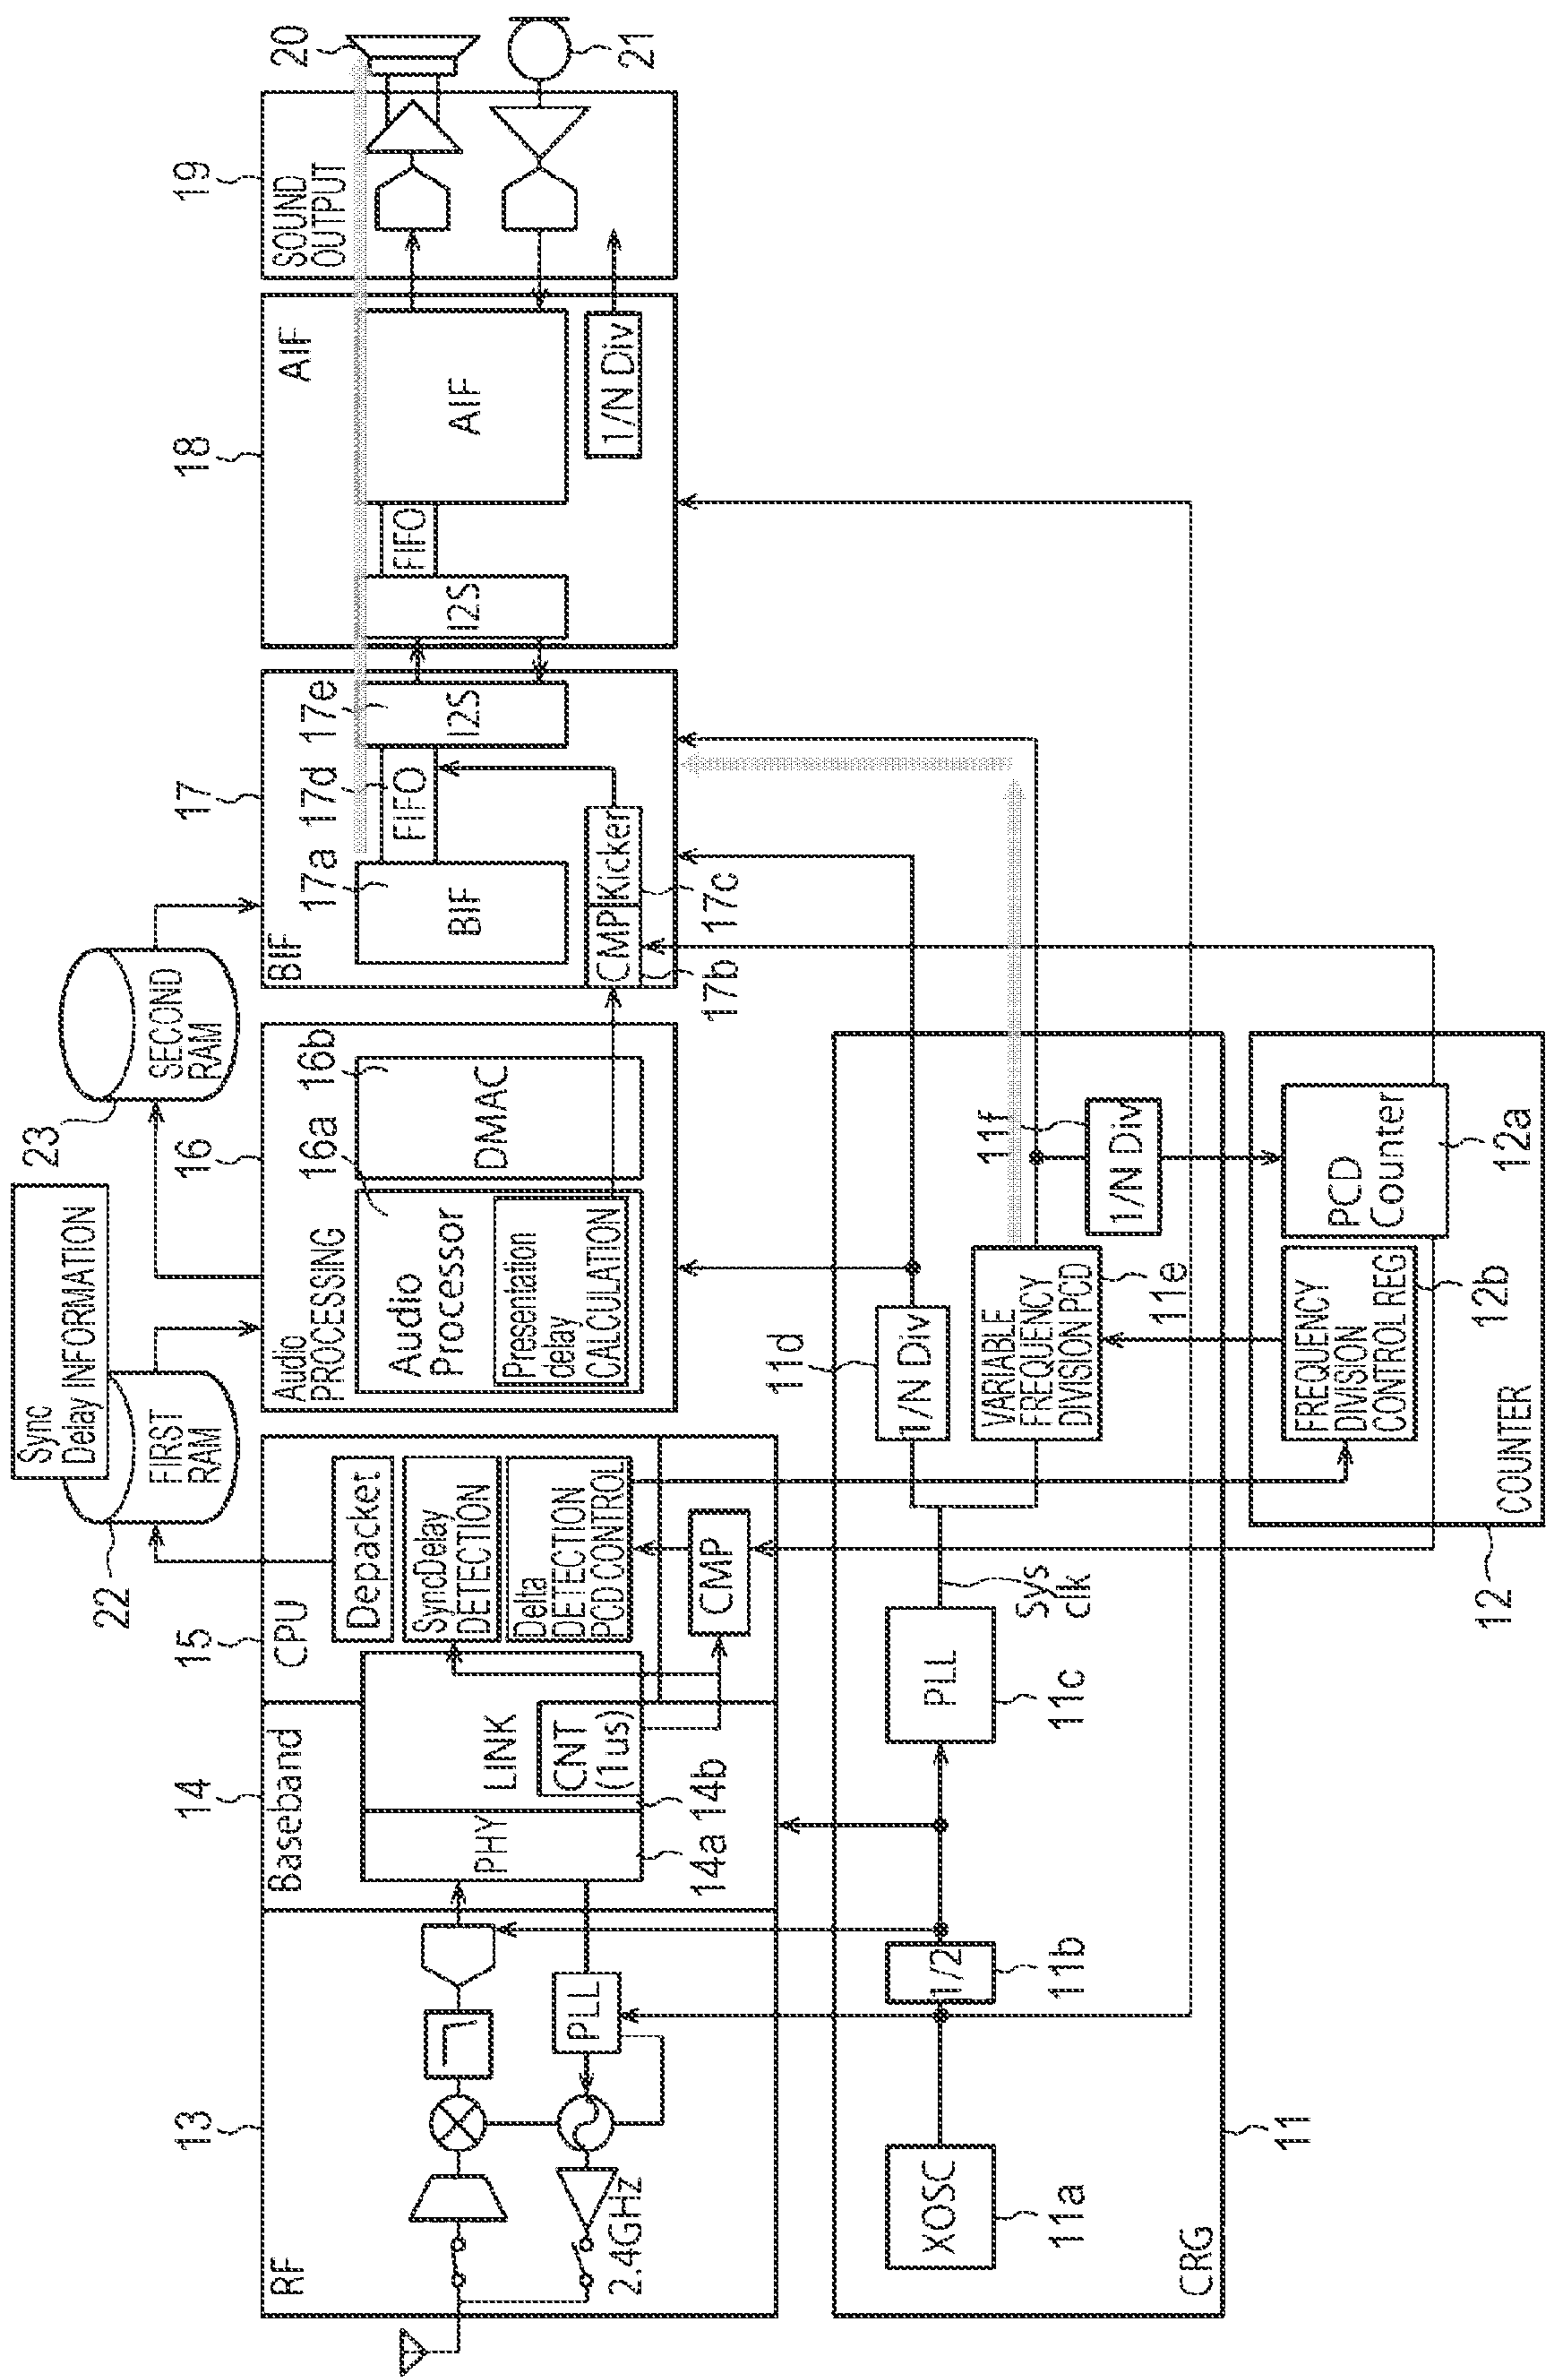 RF
13
2.4GHz
PLL
Baseband
14
PHY
14a
LINK
CNT
(1us)
14b
CPU
15
Depacket
SyncDelay
DETECTION
Delta
DETECTION
PCD CONTROL
CMP
22
FIRST
RAM
Sync
Delay INFORMATION
Audio
PROCESSING
16
16a
Audio
Processor
Presentation
delay
CALCULATION
16b
DMAC
23
SECOND
RAM
BIF
17
17a
BIF
17d
FIFO
17e
I2S
CMP
Kicker
17b
17c
AIF
18
I2S
FIFO
AIF
1/N Div
SOUND
OUTPUT
19
20
21
CRG
11
XOSC
11a
1/2
11b
PLL
11c
Sys
clk
11d
1/N Div
VARIABLE
FREQUENCY
DIVISION PCD
11e
11f
1/N Div
COUNTER
12
FREQUENCY
DIVISION
CONTROL REG
12b
PCD
Counter
12a